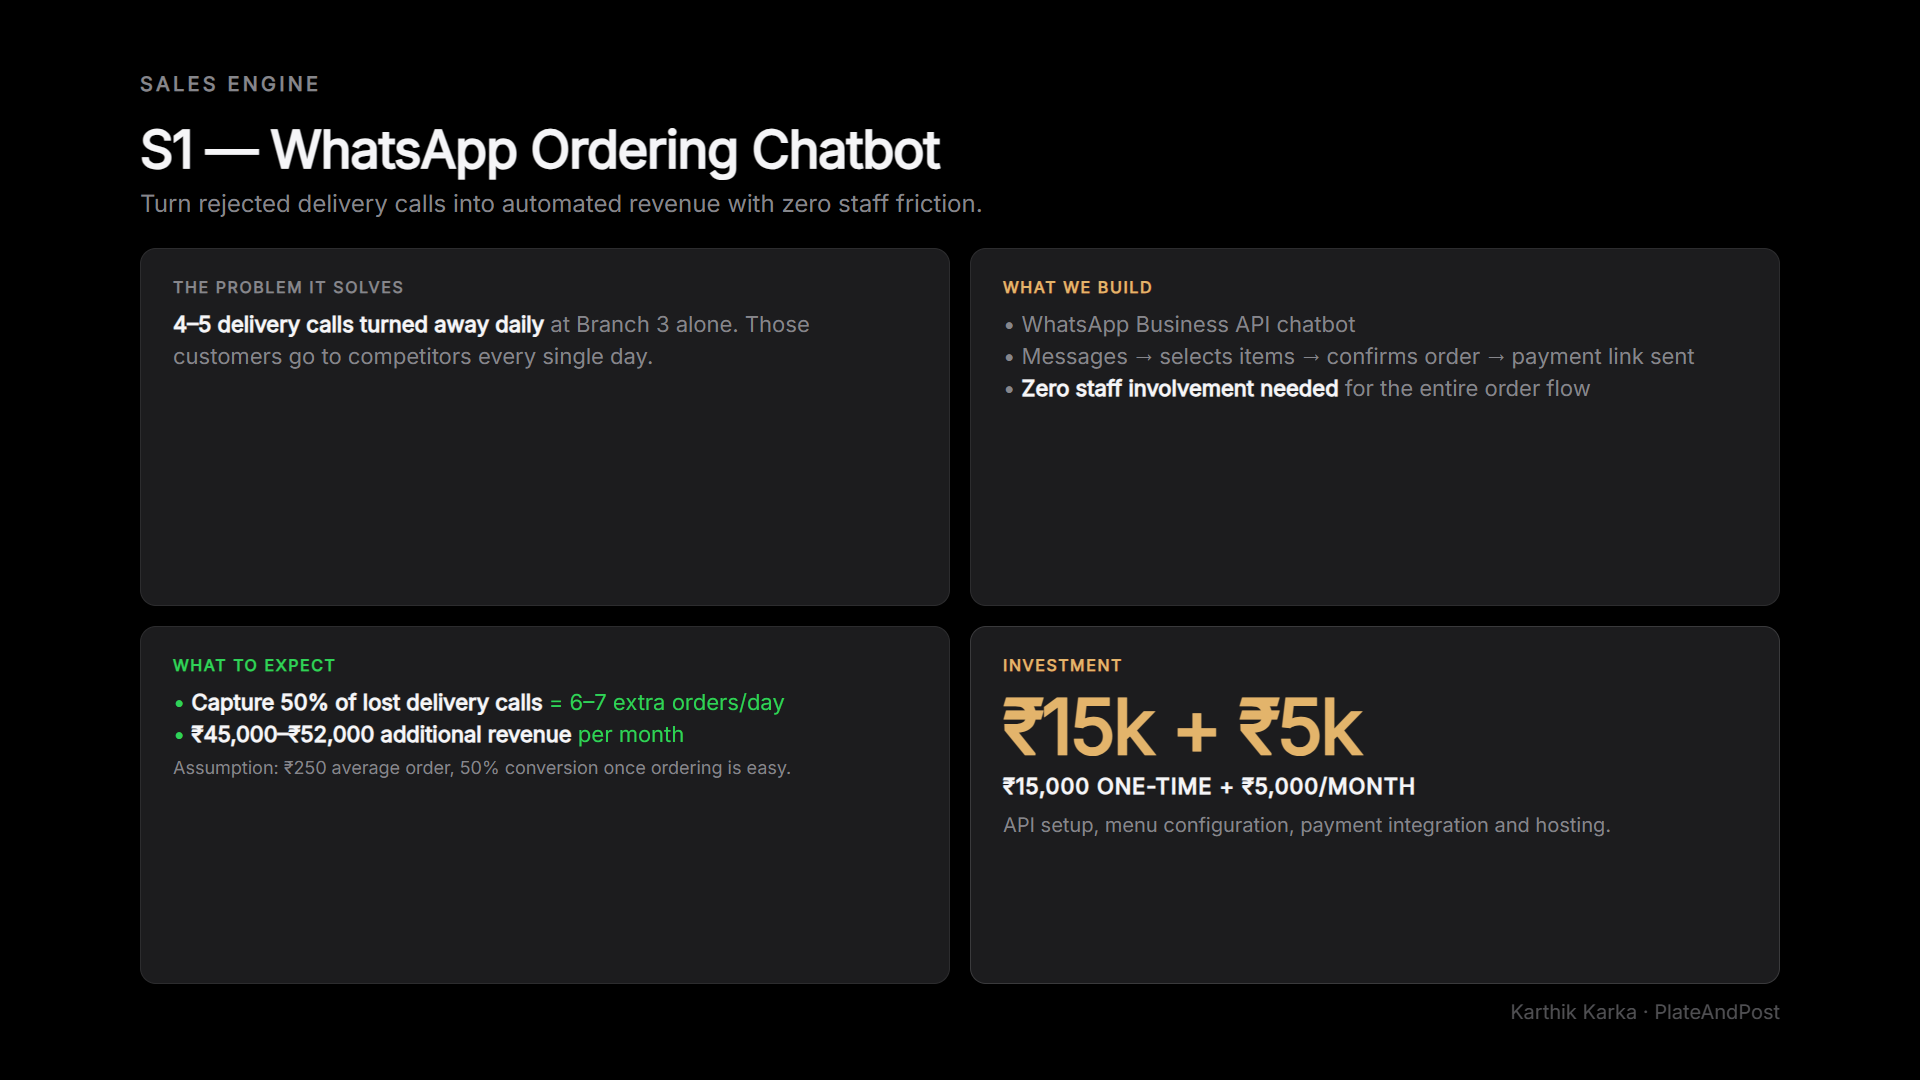 SALES ENGINE
S1 — WhatsApp Ordering Chatbot
Turn rejected delivery calls into automated revenue with zero staff friction.
THE PROBLEM IT SOLVES
4–5 delivery calls turned away daily at Branch 3 alone. Those
customers go to competitors every single day.
WHAT WE BUILD
• WhatsApp Business API chatbot
• Messages → selects items → confirms order → payment link sent
• Zero staff involvement needed for the entire order flow
WHAT TO EXPECT
• Capture 50% of lost delivery calls = 6–7 extra orders/day
• ₹45,000–₹52,000 additional revenue per month
Assumption: ₹250 average order, 50% conversion once ordering is easy.
INVESTMENT
₹15k + ₹5k
₹15,000 ONE-TIME + ₹5,000/MONTH
API setup, menu configuration, payment integration and hosting.
Karthik Karka · PlateAndPost